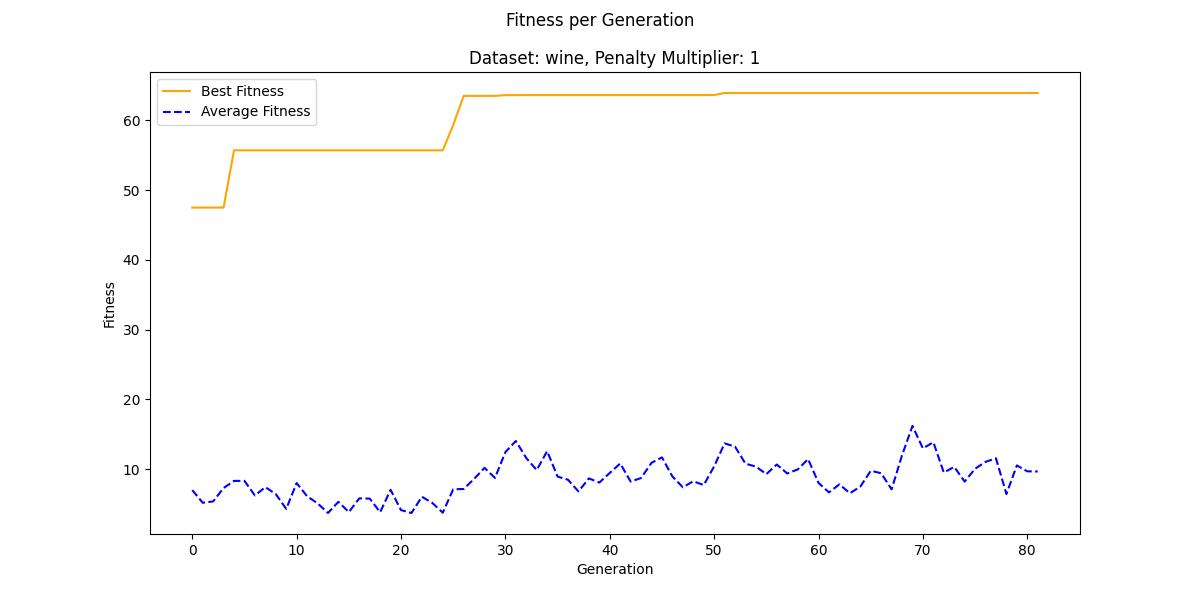 Fitness per Generation
Dataset: wine, Penalty Multiplier: 1
Best Fitness
Average Fitness
60
50
40
30
20
10
Fitness
0 10 20 30 40 50 60 70 80
Generation